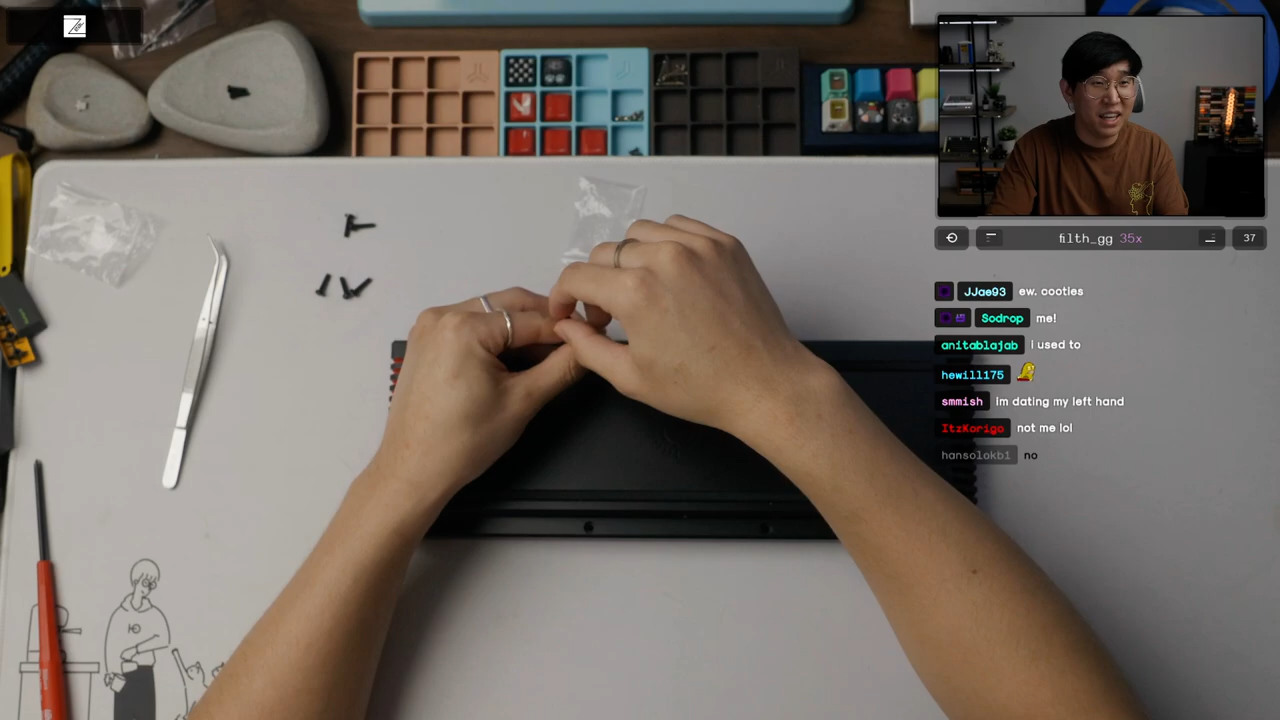 filth_gg 35x
37
JJae93 ew. cooties
Sodrop me!
anitablajab i used to
hewill175
smmish im dating my left hand
ItzKorigo not me lol
hansolokb1 no